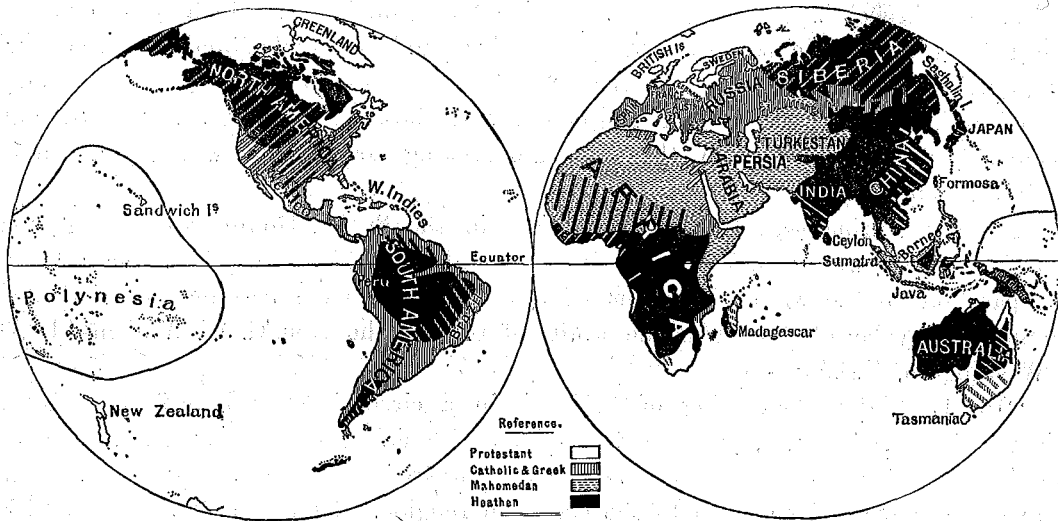 GREENLAND
NORTH AMERICA
W. Indies
Sandwich Is
Equator
Polynesia
SOUTH AMERICA
New Zealand
BRITISH IS
SWEDEN
RUSSIA
SIBERIA
Saghalin I.
JAPAN
TURKESTAN
PERSIA
ARABIA
INDIA
CHINA
Formosa
AFRICA
Ceylon
Sumatra
Borneo
Java
Madagascar
AUSTRALIA
Tasmania
Reference.
Protestant
Catholic & Greek
Mahomedan
Heathen